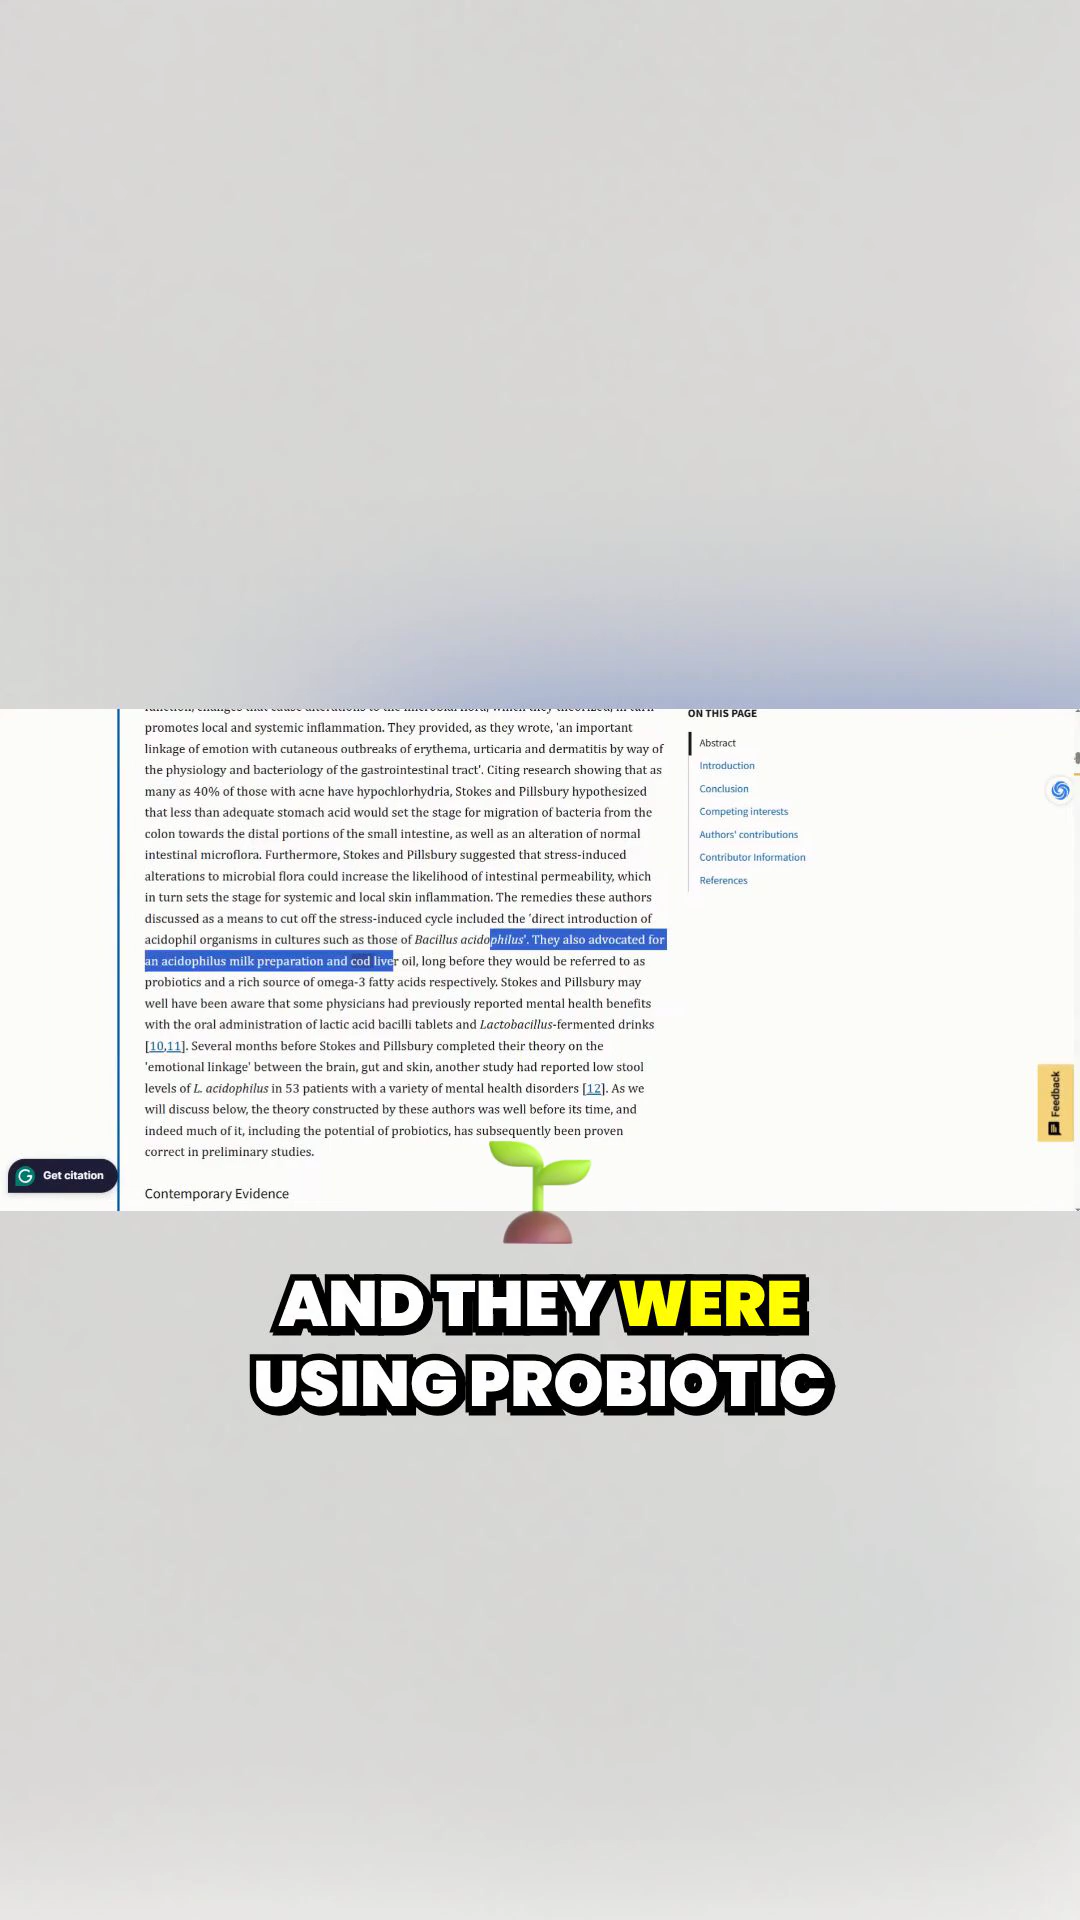 function, changes that cause alterations to the microbial flora, which they theorized, in turn
promotes local and systemic inflammation. They provided, as they wrote, 'an important
linkage of emotion with cutaneous outbreaks of erythema, urticaria and dermatitis by way of
the physiology and bacteriology of the gastrointestinal tract'. Citing research showing that as
many as 40% of those with acne have hypochlorhydria, Stokes and Pillsbury hypothesized
that less than adequate stomach acid would set the stage for migration of bacteria from the
colon towards the distal portions of the small intestine, as well as an alteration of normal
intestinal microflora. Furthermore, Stokes and Pillsbury suggested that stress-induced
alterations to microbial flora could increase the likelihood of intestinal permeability, which
in turn sets the stage for systemic and local skin inflammation. The remedies these authors
discussed as a means to cut off the stress-induced cycle included the 'direct introduction of
acidophil organisms in cultures such as those of Bacillus acidophilus'. They also advocated for
an acidophilus milk preparation and cod liver oil, long before they would be referred to as
probiotics and a rich source of omega-3 fatty acids respectively. Stokes and Pillsbury may
well have been aware that some physicians had previously reported mental health benefits
with the oral administration of lactic acid bacilli tablets and Lactobacillus-fermented drinks
[10,11]. Several months before Stokes and Pillsbury completed their theory on the
'emotional linkage' between the brain, gut and skin, another study had reported low stool
levels of L. acidophilus in 53 patients with a variety of mental health disorders [12]. As we
will discuss below, the theory constructed by these authors was well before its time, and
indeed much of it, including the potential of probiotics, has subsequently been proven
correct in preliminary studies.
Contemporary Evidence
ON THIS PAGE
Abstract
Introduction
Conclusion
Competing interests
Authors' contributions
Contributor Information
References
Feedback
Get citation
AND THEY WERE
USING PROBIOTIC